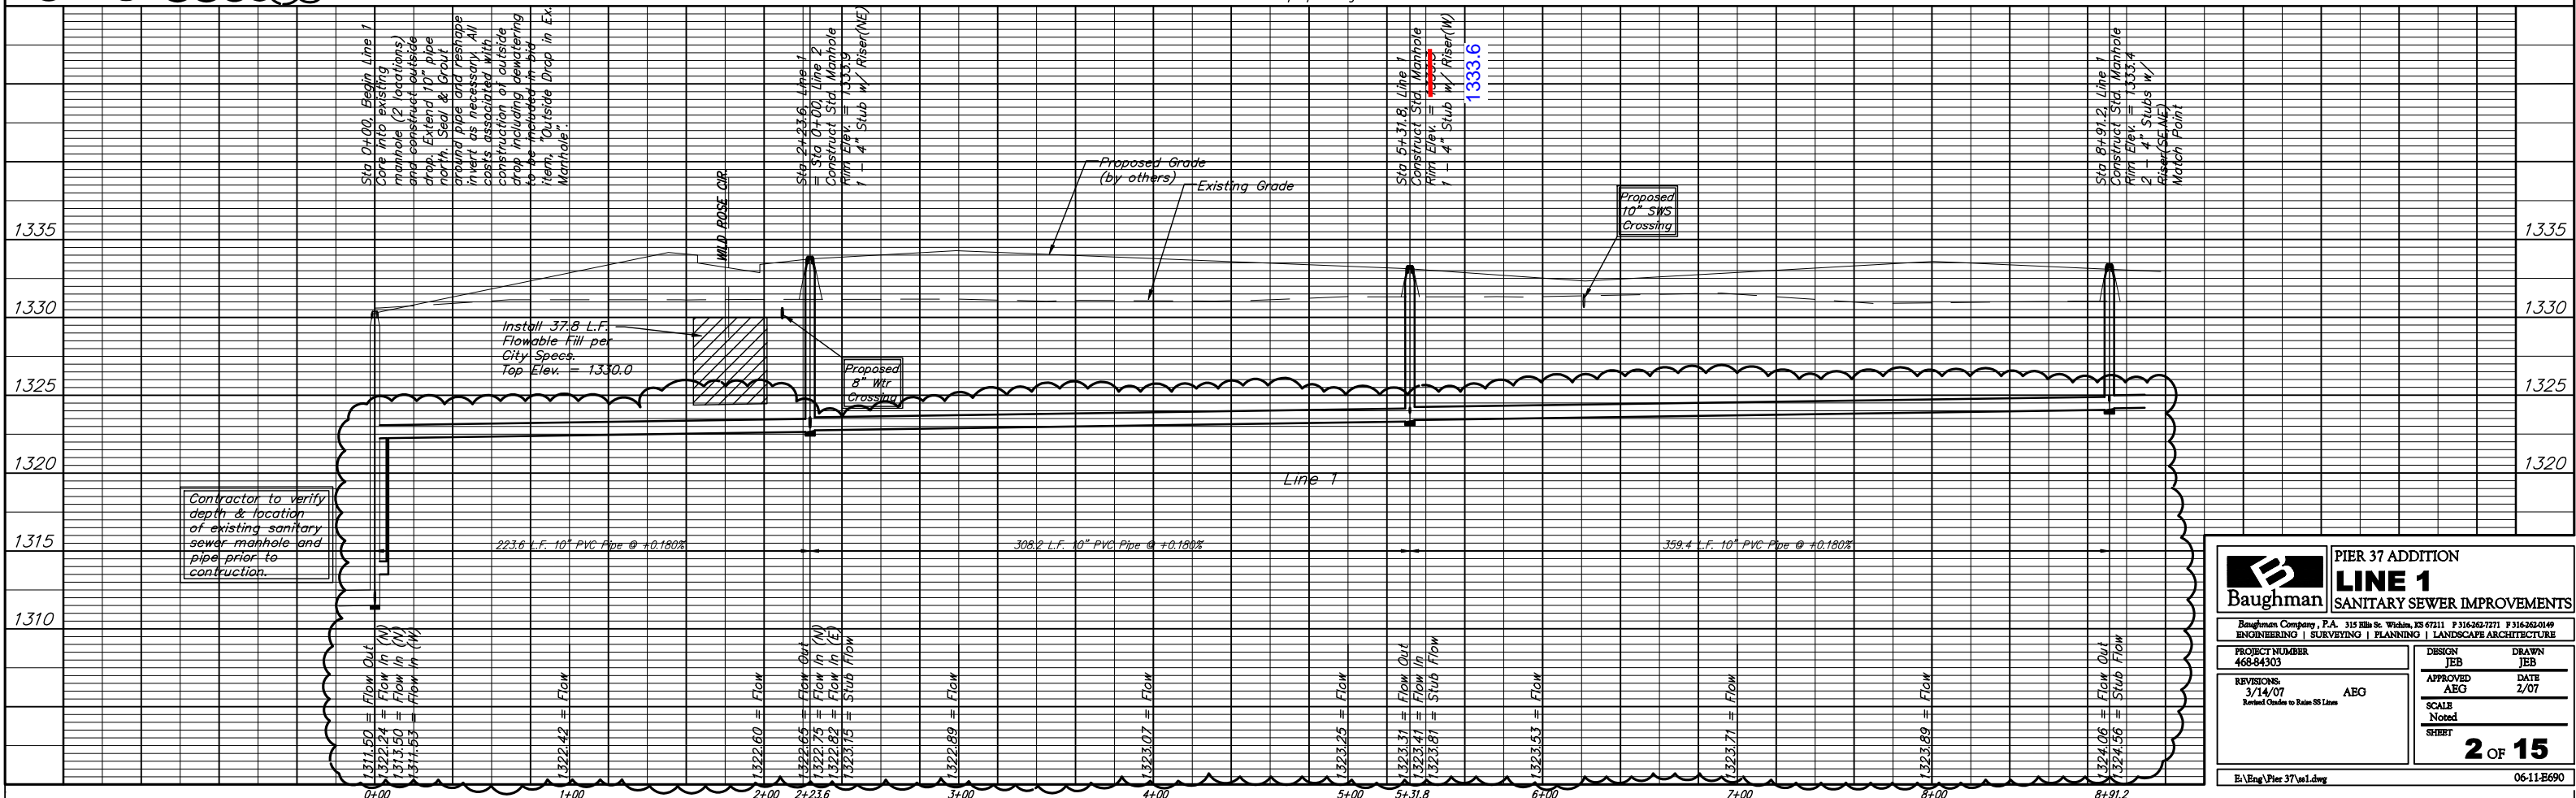 Sta 0+00, Begin Line 1
Core into existing
manhole (2 locations)
and construct outside
drop. Extend 10" pipe
north. Seal & Grout
around pipe and reshape
invert as necessary. All
costs associated with
construction of outside
drop including dewatering
to be included in bid
item, "Outside Drop in Ex.
Manhole".
WILD ROSE CIR.
Sta 2+23.6, Line 1
= Sta 0+00, Line 2
Construct Std. Manhole
Rim Elev. = 1333.9
1 - 4" Stub w/ Riser(NE)
Proposed Grade
(by others)
Existing Grade
Sta 5+31.8, Line 1
Construct Std. Manhole
Rim Elev. =
1 - 4" Stub w/ Riser(W)
1333.6
Proposed
10" SWS
Crossing
Sta 8+91.2, Line 1
Construct Std. Manhole
Rim Elev. = 1333.4
2 - 4" Stubs w/
Riser(SE,NE)
Match Point
1335
1335
1330
1330
1325
1325
1320
1320
1315
1310
Install 37.8 L.F.
Flowable Fill per
City Specs.
Top Elev. = 1330.0
Proposed
8" Wtr
Crossing
Line 1
Contractor to verify
depth & location
of existing sanitary
sewer manhole and
pipe prior to
contruction.
223.6 L.F. 10" PVC Pipe @ +0.180%
308.2 L.F. 10" PVC Pipe @ +0.180%
359.4 L.F. 10" PVC Pipe @ +0.180%
1311.50 = Flow Out
1322.24 = Flow In (N)
1313.50 = Flow In (N)
1311.53 = Flow In (W)
1322.42 = Flow
1322.60 = Flow
1322.65 = Flow Out
1322.75 = Flow In (N)
1322.82 = Flow In (E)
1323.15 = Stub Flow
1322.89 = Flow
1323.07 = Flow
1323.25 = Flow
1323.31 = Flow Out
1323.41 = Flow In
1323.81 = Stub Flow
1323.53 = Flow
1323.71 = Flow
1323.89 = Flow
1324.06 = Flow Out
1324.56 = Stub Flow
0+00
1+00
2+00
2+23.6
3+00
4+00
5+00
5+31.8
6+00
7+00
8+00
8+91.2
B
Baughman
PIER 37 ADDITION
LINE 1
SANITARY SEWER IMPROVEMENTS
Baughman Company, P.A. 315 Ellis St. Wichita, KS 67211 P 316-262-7271 F 316-262-0149
ENGINEERING | SURVEYING | PLANNING | LANDSCAPE ARCHITECTURE
PROJECT NUMBER
468-84303
DESIGN
JEB
DRAWN
JEB
REVISIONS:
3/14/07 AEG
Revised Grades to Raise SS Lines
APPROVED
AEG
DATE
2/07
SCALE
Noted
SHEET
2 OF 15
E:\Eng\Pier 37\ss1.dwg
06-11-E690